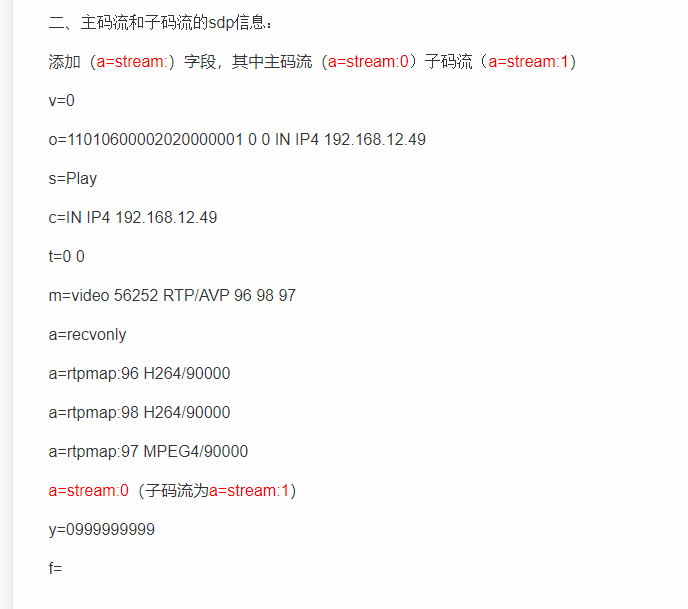 二、主码流和子码流的sdp信息：
添加（a=stream:）字段，其中主码流（a=stream:0）子码流（a=stream:1）
v=0
o=11010600002020000001 0 0 IN IP4 192.168.12.49
s=Play
c=IN IP4 192.168.12.49
t=0 0
m=video 56252 RTP/AVP 96 98 97
a=recvonly
a=rtpmap:96 H264/90000
a=rtpmap:98 H264/90000
a=rtpmap:97 MPEG4/90000
a=stream:0（子码流为a=stream:1）
y=0999999999
f=